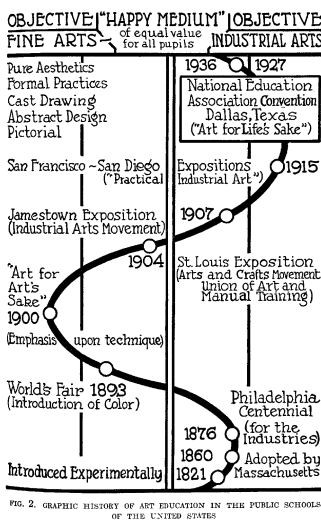 OBJECTIVE "HAPPY MEDIUM" OBJECTIVE
FINE ARTS of equal value for all pupils INDUSTRIAL ARTS
1936 1927
Pure Aesthetics
Formal Practices
Cast Drawing
Abstract Design
Pictorial
National Education
Association Convention
Dallas, Texas
("Art for Life's Sake")
San Francisco ~ San Diego Expositions 1915
("Practical Industrial Art")
1907
Jamestown Exposition
(Industrial Arts Movement)
1904
St. Louis Exposition
(Arts and Crafts Movement
Union of Art and
Manual Training)
"Art for
Art's
Sake"
1900
(Emphasis upon technique)
World's Fair 1893
(Introduction of Color)
Philadelphia
Centennial
(for the
Industries)
1876
1860 Adopted by
Massachusetts
Introduced Experimentally 1821
FIG. 2. GRAPHIC HISTORY OF ART EDUCATION IN THE PUBLIC SCHOOLS
OF THE UNITED STATES